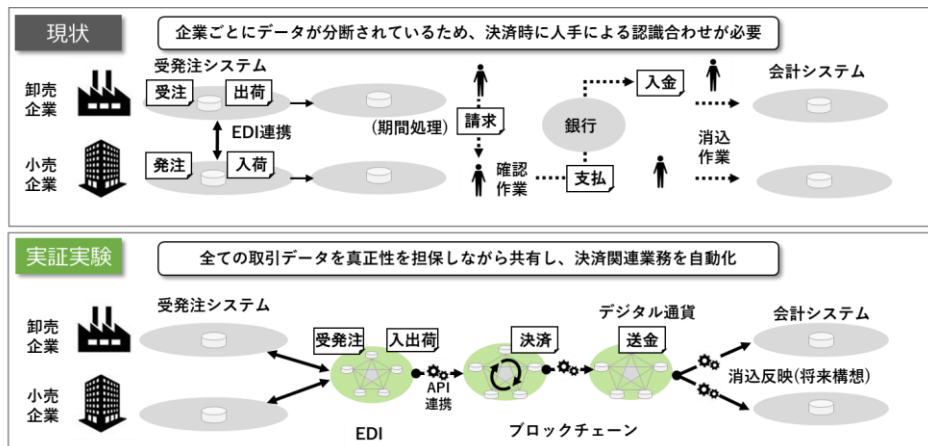 現状
企業ごとにデータが分断されているため、決済時に人手による認識合わせが必要
受発注システム
会計システム
卸売
企業
受注
出荷
入金
(期間処理)
請求
銀行
EDI連携
消込
作業
小売
企業
発注
入荷
確認
作業
支払
実証実験
全ての取引データを真正性を担保しながら共有し、決済関連業務を自動化
受発注システム
デジタル通貨
会計システム
卸売
企業
受発注
入出荷
決済
送金
API
連携
消込反映(将来構想)
小売
企業
EDI
ブロックチェーン